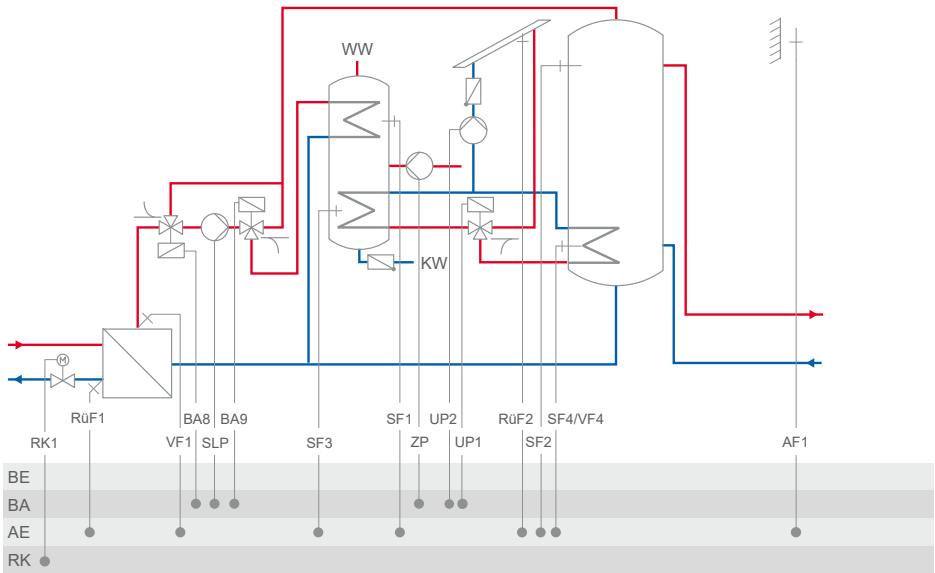 WW
KW
M
RüF1 BA8 BA9 SF1 UP2 RüF2 SF4/VF4
RK1 VF1 SLP SF3 ZP UP1 SF2 AF1
BE
BA
AE
RK